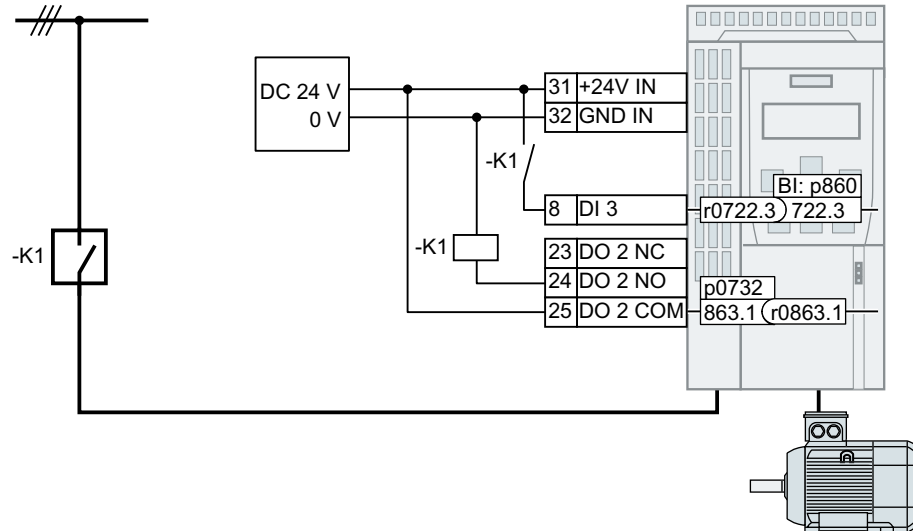 DC 24 V
0 V
31 +24V IN
32 GND IN
-K1
8 DI 3
BI: p860
r0722.3 722.3
-K1
-K1
23 DO 2 NC
24 DO 2 NO
25 DO 2 COM
p0732
863.1 r0863.1